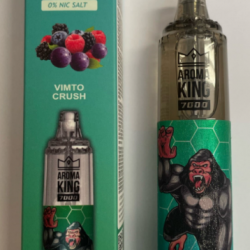 0% NIC SALT
VIMTO
CRUSH
AROMA
KING
7000
AROMA
KING
7000